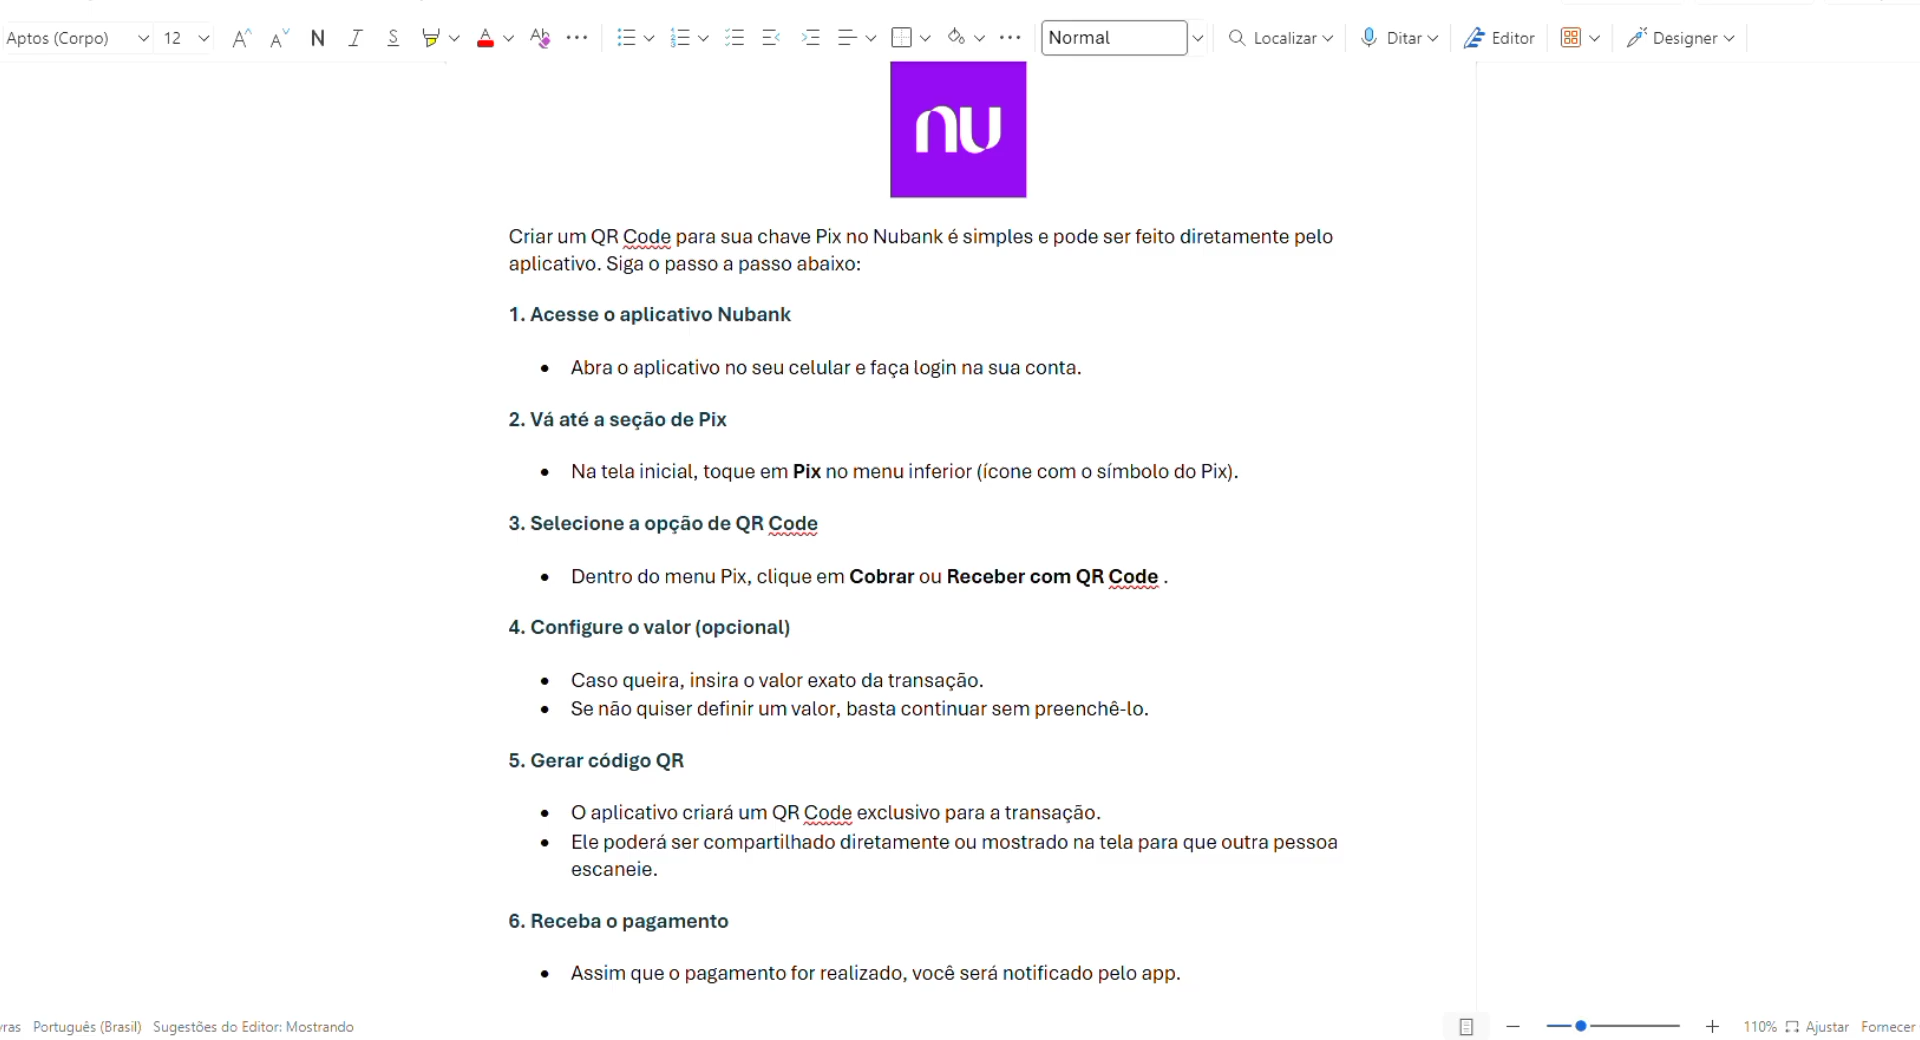 Aptos (Corpo) 12 N I S A Normal Localizar Ditar Editor Designer
nu
Criar um QR Code para sua chave Pix no Nubank é simples e pode ser feito diretamente pelo
aplicativo. Siga o passo a passo abaixo:
1. Acesse o aplicativo Nubank
• Abra o aplicativo no seu celular e faça login na sua conta.
2. Vá até a seção de Pix
• Na tela inicial, toque em Pix no menu inferior (ícone com o símbolo do Pix).
3. Selecione a opção de QR Code
• Dentro do menu Pix, clique em Cobrar ou Receber com QR Code .
4. Configure o valor (opcional)
• Caso queira, insira o valor exato da transação.
• Se não quiser definir um valor, basta continuar sem preenchê-lo.
5. Gerar código QR
• O aplicativo criará um QR Code exclusivo para a transação.
• Ele poderá ser compartilhado diretamente ou mostrado na tela para que outra pessoa
escaneie.
6. Receba o pagamento
• Assim que o pagamento for realizado, você será notificado pelo app.
vras Português (Brasil) Sugestões do Editor: Mostrando 110% Ajustar Fornecer